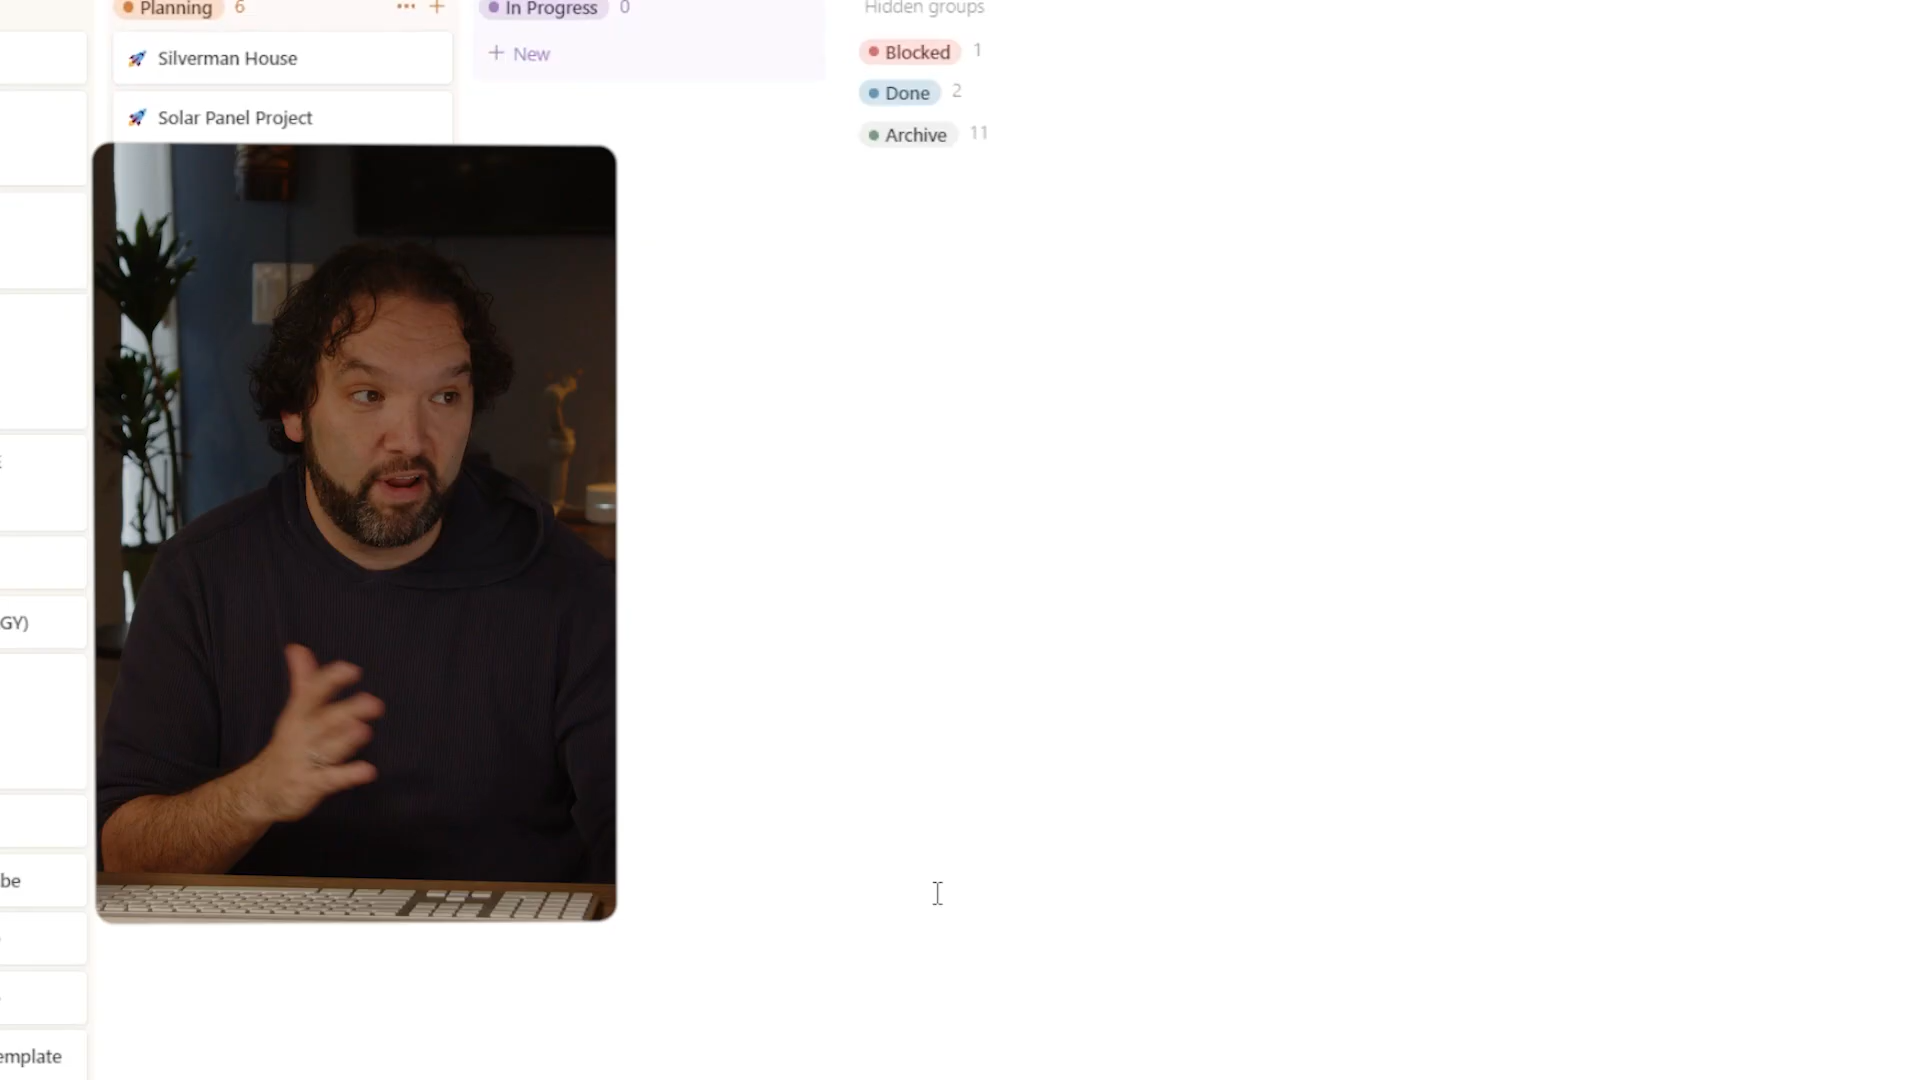 Planning 6
In Progress 0
Hidden groups
Silverman House
+ New
Blocked 1
Solar Panel Project
Done 2
Archive 11
GY)
be
emplate